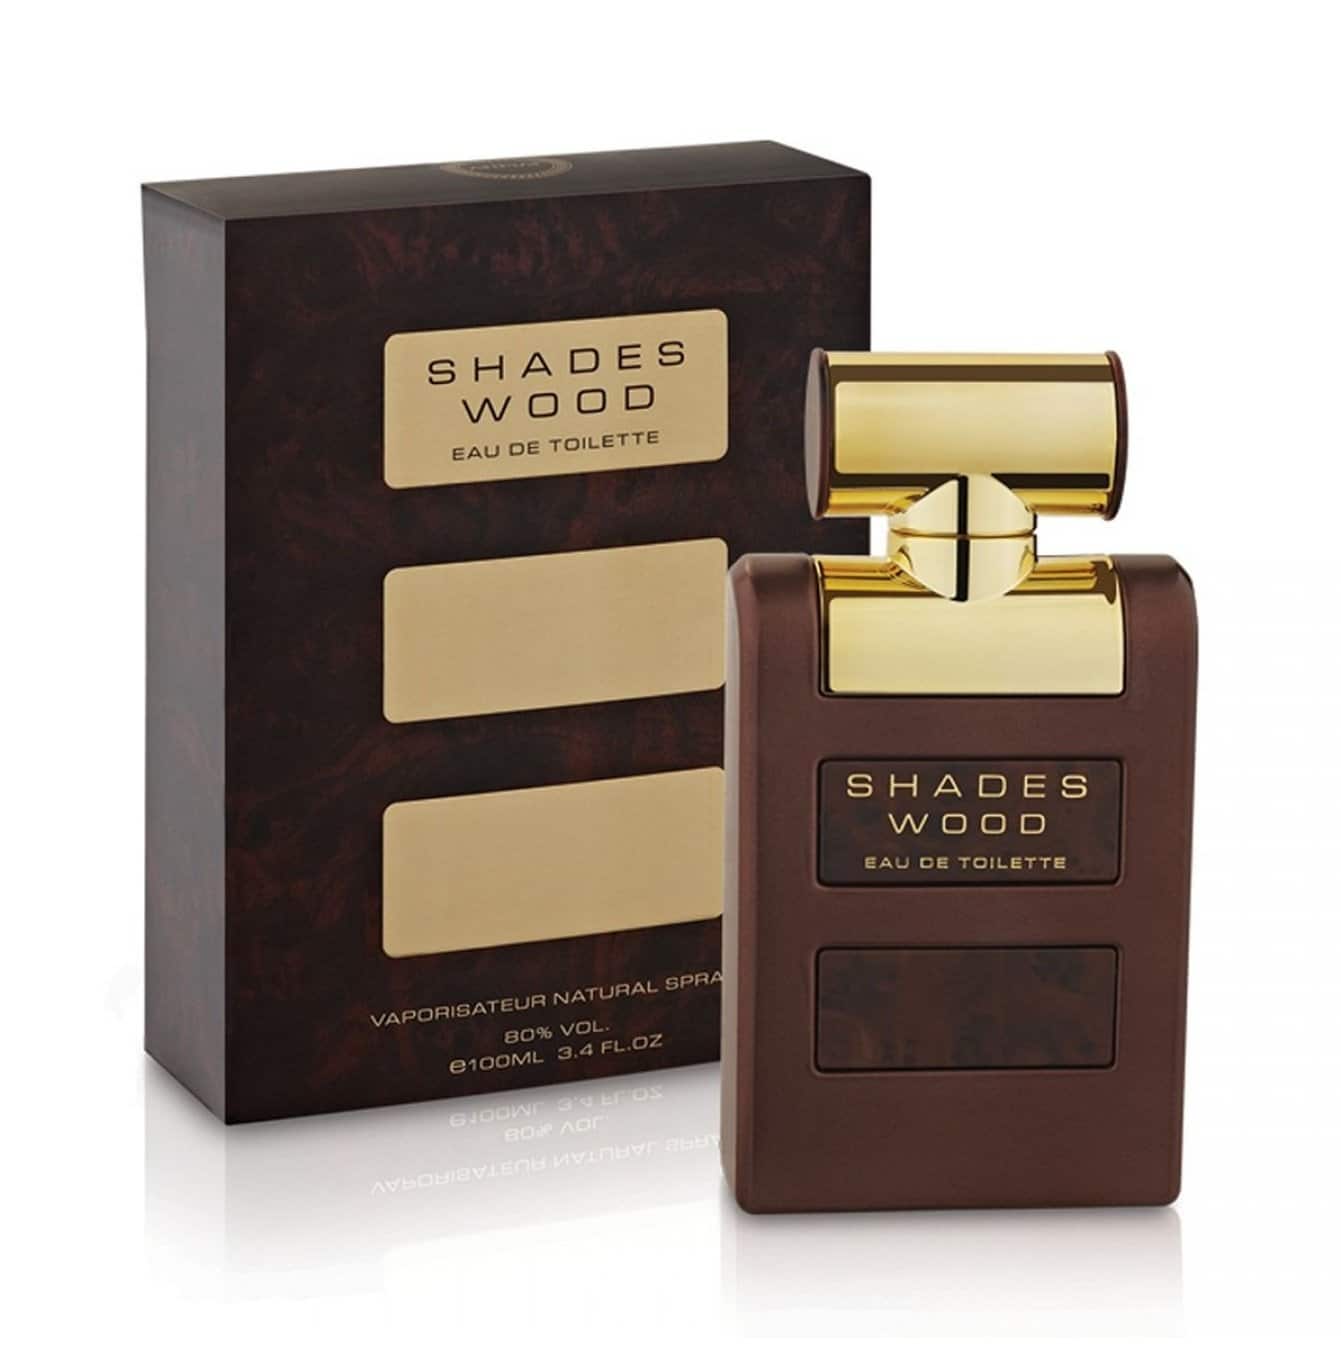 SHADES
WOOD
EAU DE TOILETTE
VAPORISATEUR NATURAL SPRA
80% VOL.
e100ML 3.4 FL.OZ
SHADES
WOOD
EAU DE TOILETTE